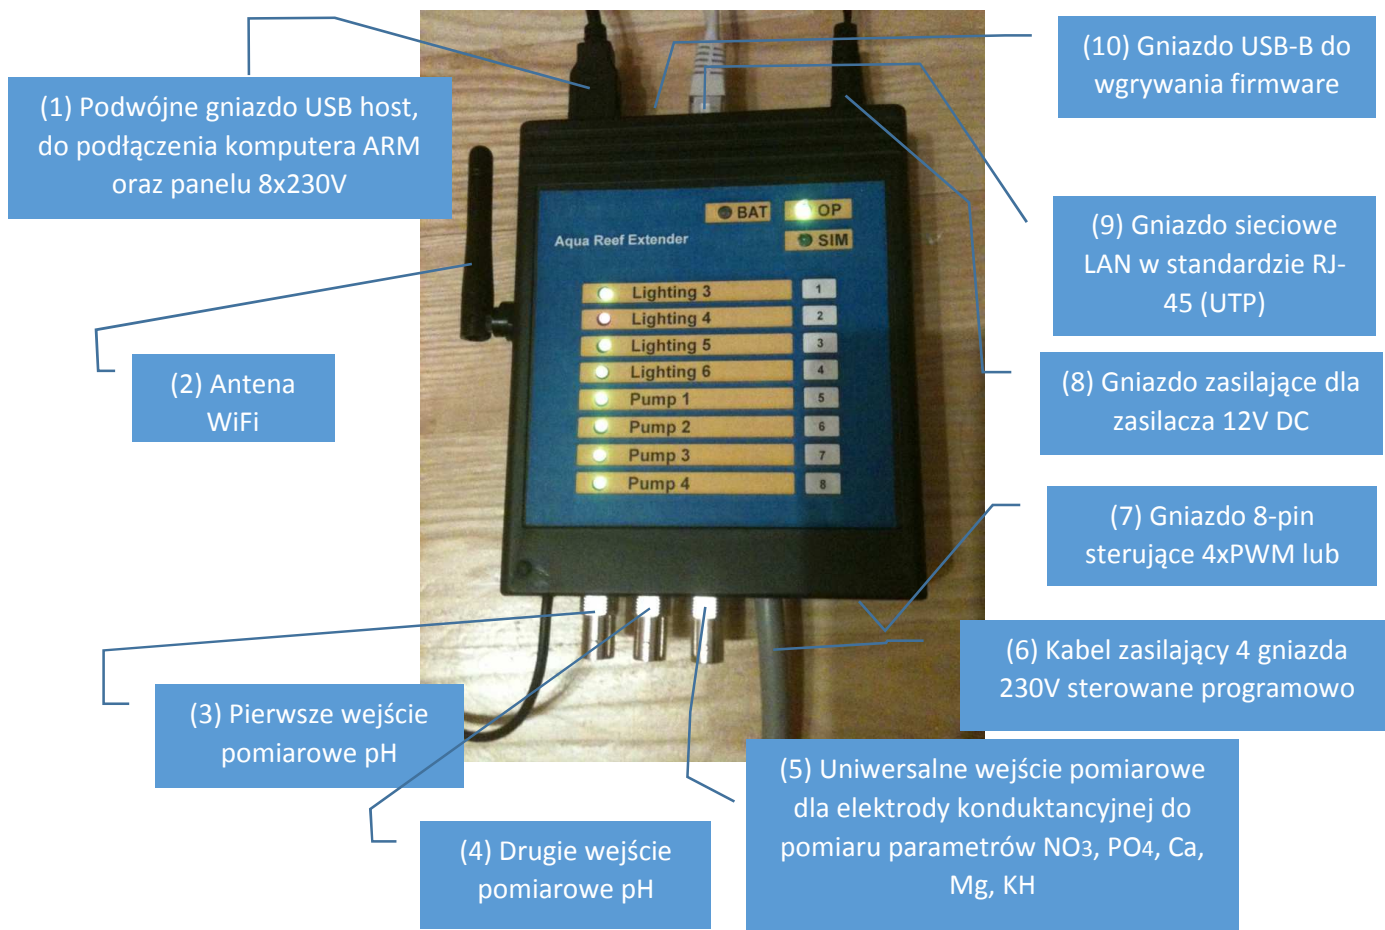 (1) Podwójne gniazdo USB host,
do podłączenia komputera ARM
oraz panelu 8x230V
(10) Gniazdo USB-B do
wgrywania firmware
(9) Gniazdo sieciowe
LAN w standardzie RJ-
45 (UTP)
(2) Antena
WiFi
(8) Gniazdo zasilające dla
zasilacza 12V DC
(7) Gniazdo 8-pin
sterujące 4xPWM lub
(6) Kabel zasilający 4 gniazda
230V sterowane programowo
(3) Pierwsze wejście
pomiarowe pH
(4) Drugie wejście
pomiarowe pH
(5) Uniwersalne wejście pomiarowe
dla elektrody konduktancyjnej do
pomiaru parametrów NO3, PO4, Ca,
Mg, KH
BAT
OP
SIM
Aqua Reef Extender
Lighting 3 1
Lighting 4 2
Lighting 5 3
Lighting 6 4
Pump 1 5
Pump 2 6
Pump 3 7
Pump 4 8